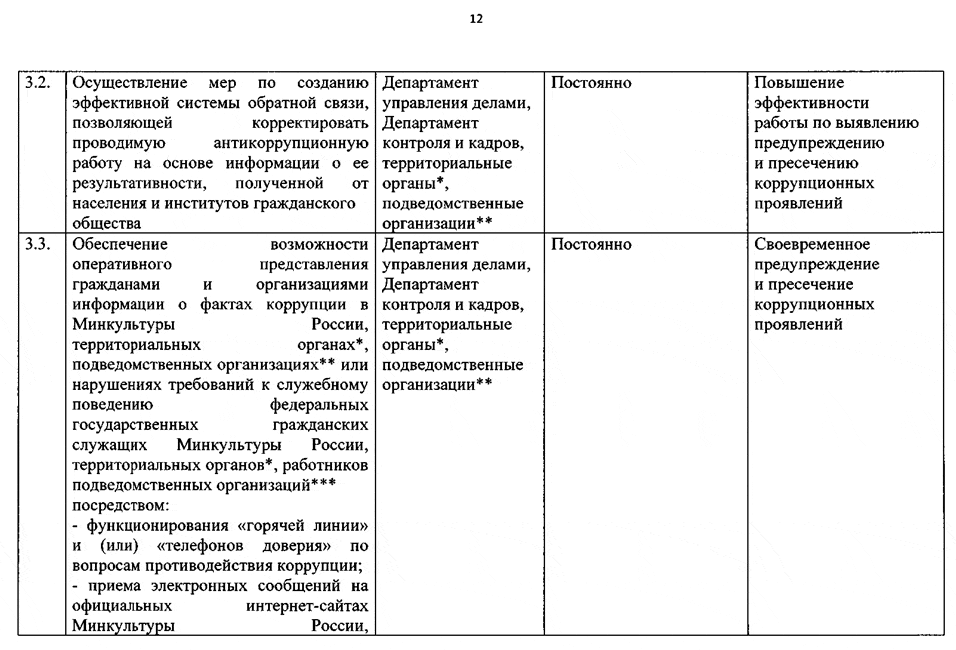 12
3.2.
Осуществление мер по созданию
эффективной системы обратной связи,
позволяющей корректировать
проводимую антикоррупционную
работу на основе информации о ее
результативности, полученной от
населения и институтов гражданского
общества
Департамент
управления делами,
Департамент
контроля и кадров,
территориальные
органы*,
подведомственные
организации**
Постоянно
Повышение
эффективности
работы по выявлению
предупреждению
и пресечению
коррупционных
проявлений
3.3.
Обеспечение возможности
оперативного представления
гражданами и организациями
информации о фактах коррупции в
Минкультуры России,
территориальных органах*,
подведомственных организациях** или
нарушениях требований к служебному
поведению федеральных
государственных гражданских
служащих Минкультуры России,
территориальных органов*, работников
подведомственных организаций***
посредством:
- функционирования «горячей линии»
и (или) «телефонов доверия» по
вопросам противодействия коррупции;
- приема электронных сообщений на
официальных интернет-сайтах
Минкультуры России,
Департамент
управления делами,
Департамент
контроля и кадров,
территориальные
органы*,
подведомственные
организации**
Постоянно
Своевременное
предупреждение
и пресечение
коррупционных
проявлений